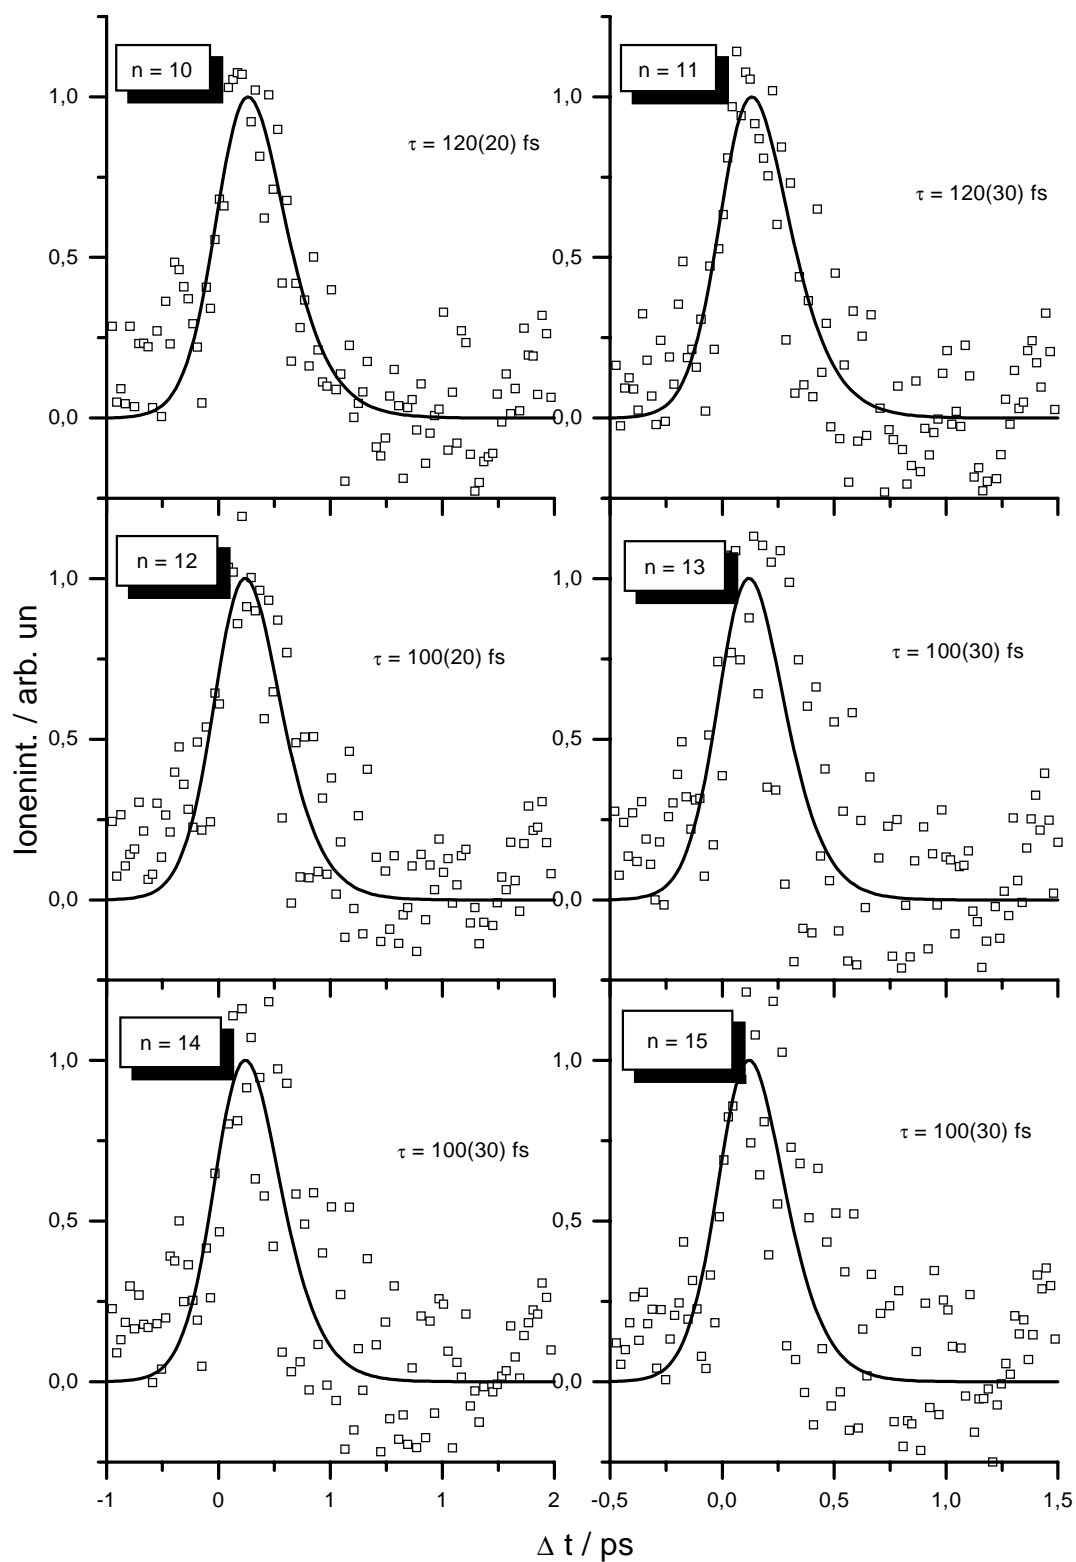 n = 10
n = 11
1,0
1,0
τ = 120(20) fs
τ = 120(30) fs
0,5
0,5
0,0
0,0
n = 12
n = 13
1,0
1,0
τ = 100(20) fs
τ = 100(30) fs
0,5
0,5
0,0
0,0
Ionenint. / arb. un
n = 14
n = 15
1,0
1,0
τ = 100(30) fs
τ = 100(30) fs
0,5
0,5
0,0
0,0
-1 0 1 1 2
-0,5 0,0 0,5 1,0 1,5
Δ t / ps